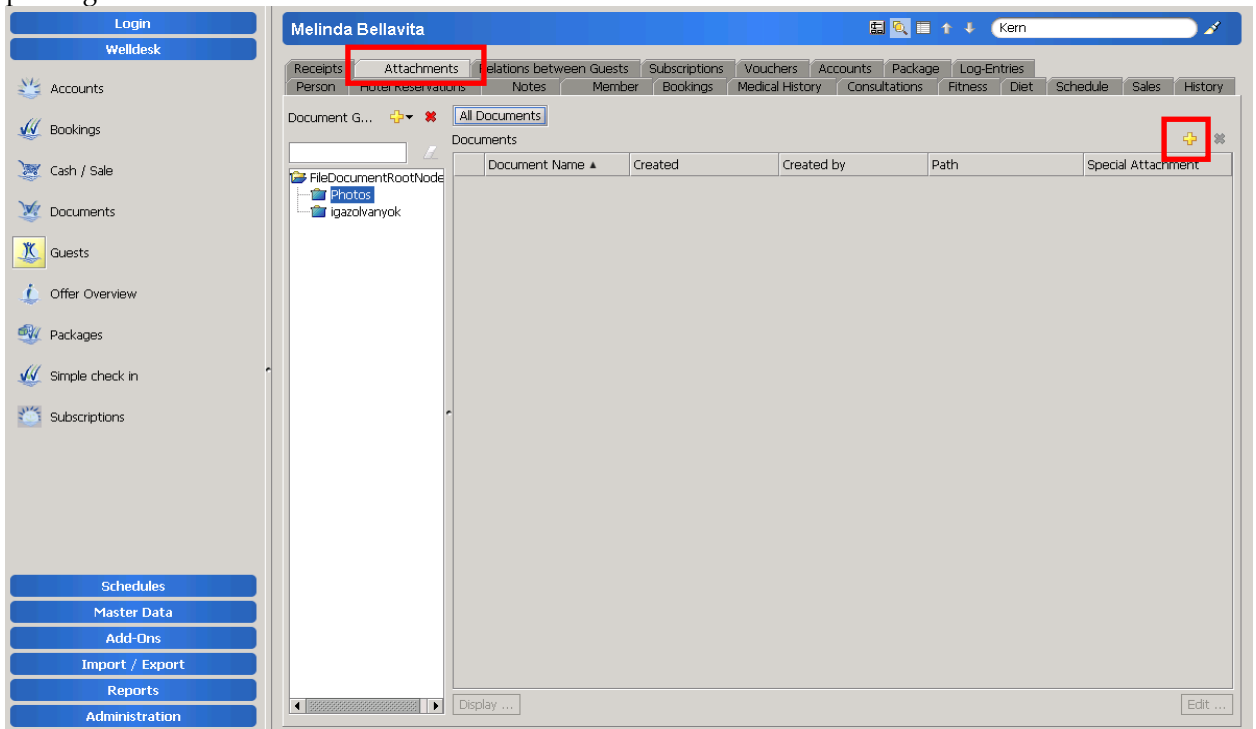 Login
Welldesk
Accounts
Bookings
Cash / Sale
Documents
Guests
Offer Overview
Packages
Simple check in
Subscriptions
Schedules
Master Data
Add-Ons
Import / Export
Reports
Administration
Melinda Bellavita
Kern
Receipts Attachments Relations between Guests Subscriptions Vouchers Accounts Package Log-Entries
Person Hotel Reservations Notes Member Bookings Medical History Consultations Fitness Diet Schedule Sales History
Document G...
All Documents
Documents
Document Name Created Created by Path Special Attachment
FileDocumentRootNode
Photos
igazolvanyok
Display ...
Edit ...